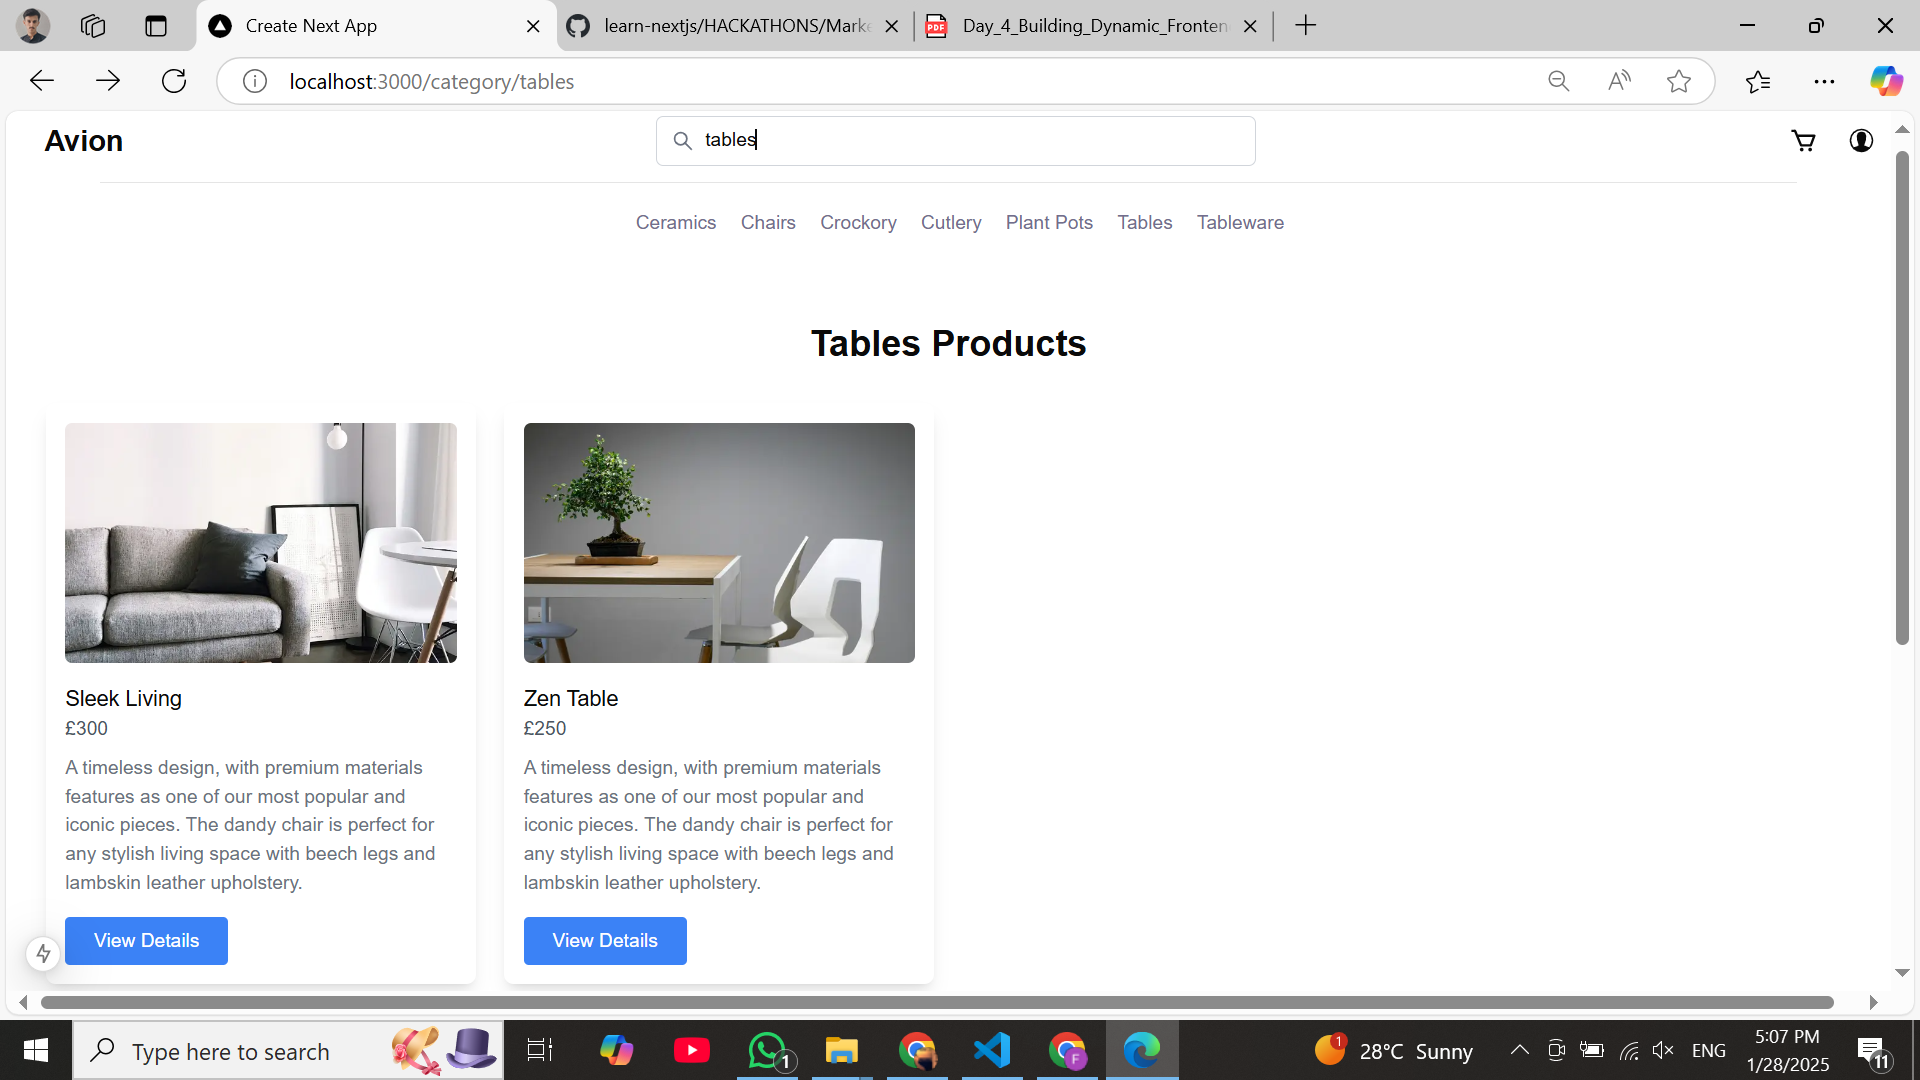 Create Next App
learn-nextjs/HACKATHONS/Marke
Day_4_Building_Dynamic_Fronten
localhost:3000/category/tables
Avion
tables
Ceramics Chairs Crockory Cutlery Plant Pots Tables Tableware
Tables Products
Sleek Living
£300
A timeless design, with premium materials
features as one of our most popular and
iconic pieces. The dandy chair is perfect for
any stylish living space with beech legs and
lambskin leather upholstery.
View Details
Zen Table
£250
A timeless design, with premium materials
features as one of our most popular and
iconic pieces. The dandy chair is perfect for
any stylish living space with beech legs and
lambskin leather upholstery.
View Details
Type here to search
1
F
1
28°C Sunny
ENG
5:07 PM
1/28/2025
11